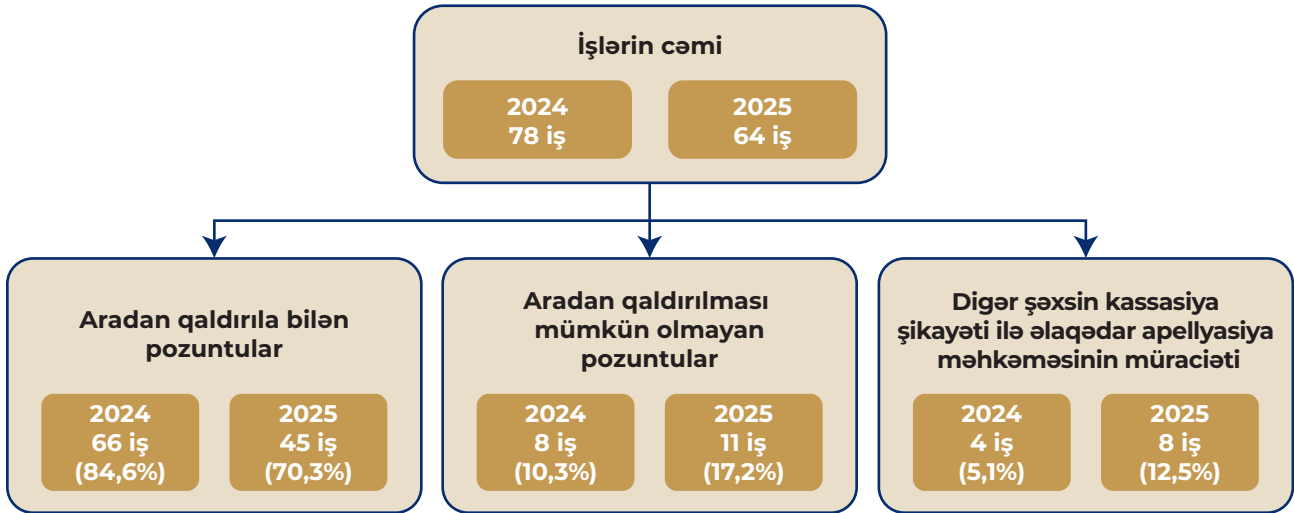 İşlərin cəmi
2024
78 iş
2025
64 iş
Aradan qaldırıla bilən
pozuntular
2024
66 iş
(84,6%)
2025
45 iş
(70,3%)
Aradan qaldırılması
mümkün olmayan
pozuntular
2024
8 iş
(10,3%)
2025
11 iş
(17,2%)
Digər şəxsin kassasiya
şikayəti ilə əlaqədar apellyasiya
məhkəməsinin müraciəti
2024
4 iş
(5,1%)
2025
8 iş
(12,5%)